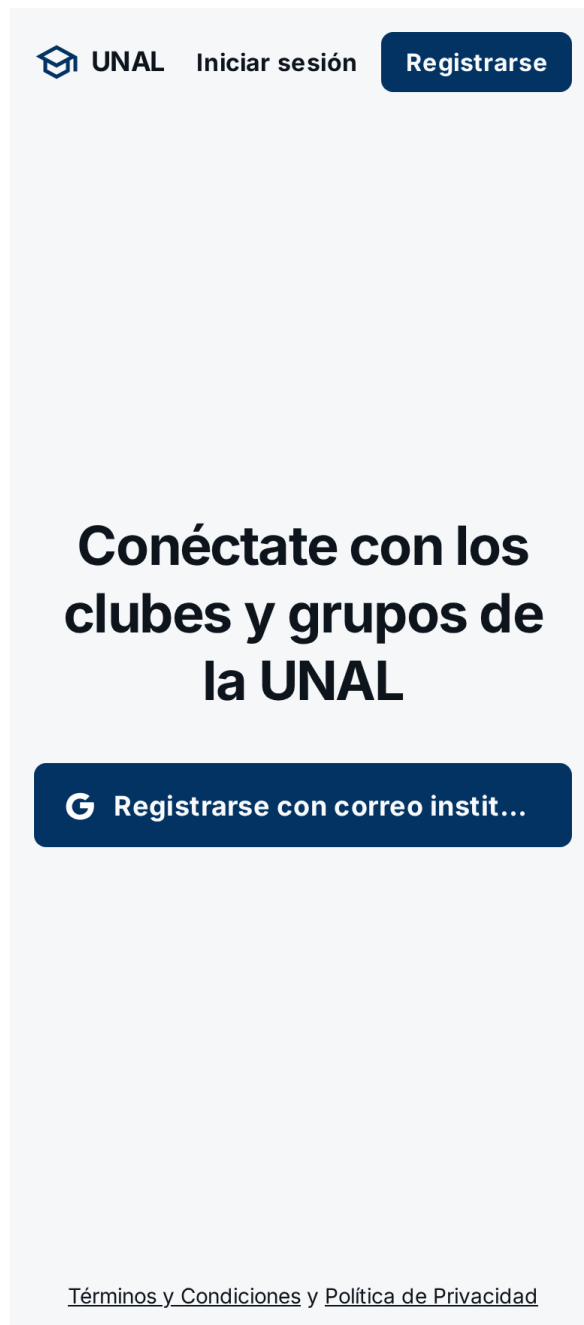 UNAL Iniciar sesión Registrarse
Conéctate con los
clubes y grupos de
la UNAL
Registrarse con correo instit...
Términos y Condiciones y Política de Privacidad